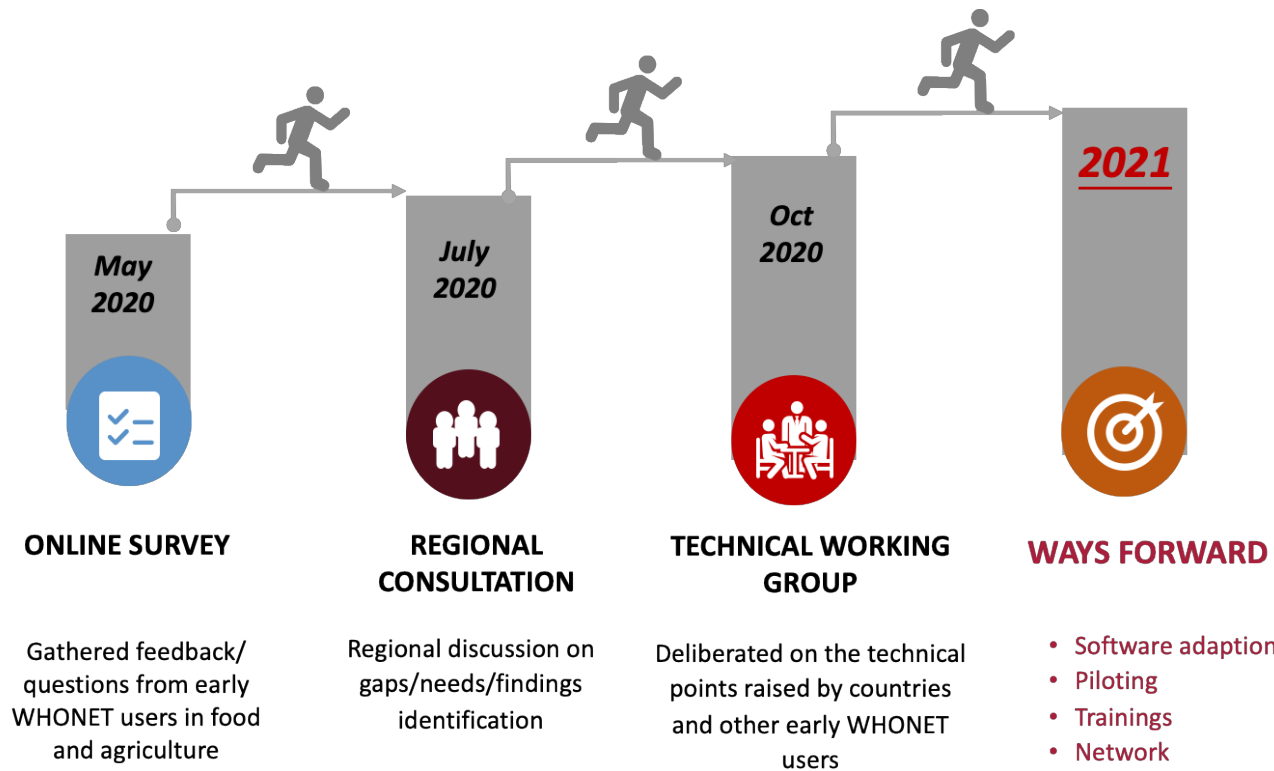 May
2020
ONLINE SURVEY
Gathered feedback/
questions from early
WHONET users in food
and agriculture
July
2020
REGIONAL
CONSULTATION
Regional discussion on
gaps/needs/findings
identification
Oct
2020
TECHNICAL WORKING
GROUP
Deliberated on the technical
points raised by countries
and other early WHONET
users
2021
WAYS FORWARD
• Software adaption
• Piloting
• Trainings
• Network